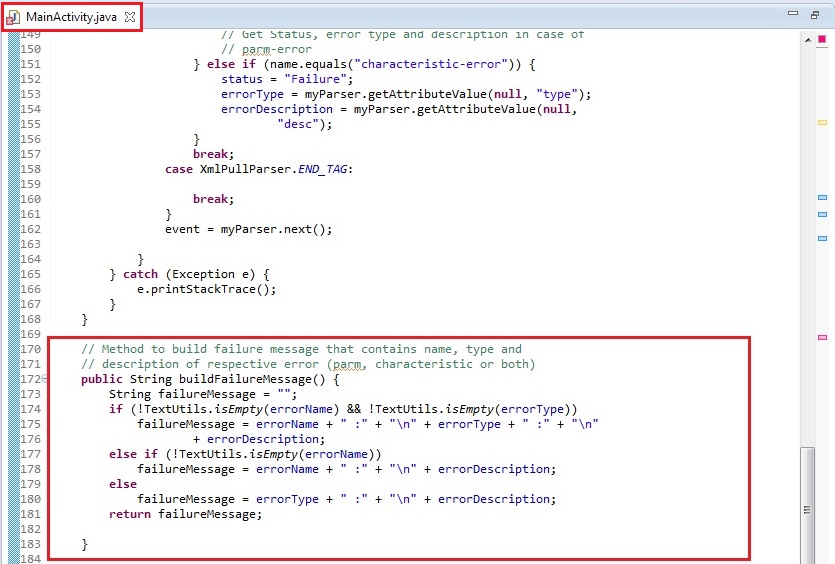 MainActivity.java
149 // Get Status, error type and description in case of
150 // parm-error
151 } else if (name.equals("characteristic-error")) {
152 status = "Failure";
153 errorType = myParser.getAttributeValue(null, "type");
154 errorDescription = myParser.getAttributeValue(null,
155 "desc");
156 }
157 break;
158 case XmlPullParser.END_TAG:
159
160 break;
161 }
162 event = myParser.next();
163
164 }
165 } catch (Exception e) {
166 e.printStackTrace();
167 }
168 }
169
170 // Method to build failure message that contains name, type and
171 // description of respective error (parm, characteristic or both)
172 public String buildFailureMessage() {
173 String failureMessage = "";
174 if (!TextUtils.isEmpty(errorName) && !TextUtils.isEmpty(errorType))
175 failureMessage = errorName + " :" + "\n" + errorType + " :" + "\n"
176 + errorDescription;
177 else if (!TextUtils.isEmpty(errorName))
178 failureMessage = errorName + " :" + "\n" + errorDescription;
179 else
180 failureMessage = errorType + " :" + "\n" + errorDescription;
181 return failureMessage;
182
183 }
184